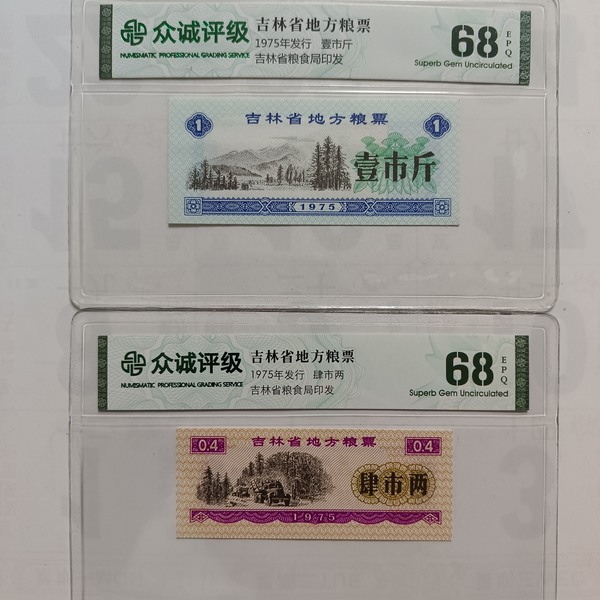 众诚评级
NUMISMATIC PROFESSIONAL GRADING SERVICE
吉林省地方粮票
1975年发行 壹市斤
吉林省粮食局印发
68
EPQ
Superb Gem Uncirculated
吉林省地方粮票
1
1
壹市斤
1975
众诚评级
NUMISMATIC PROFESSIONAL GRADING SERVICE
吉林省地方粮票
1975年发行 肆市两
吉林省粮食局印发
68
EPQ
Superb Gem Uncirculated
0.4
吉林省地方粮票
0.4
肆市两
1975